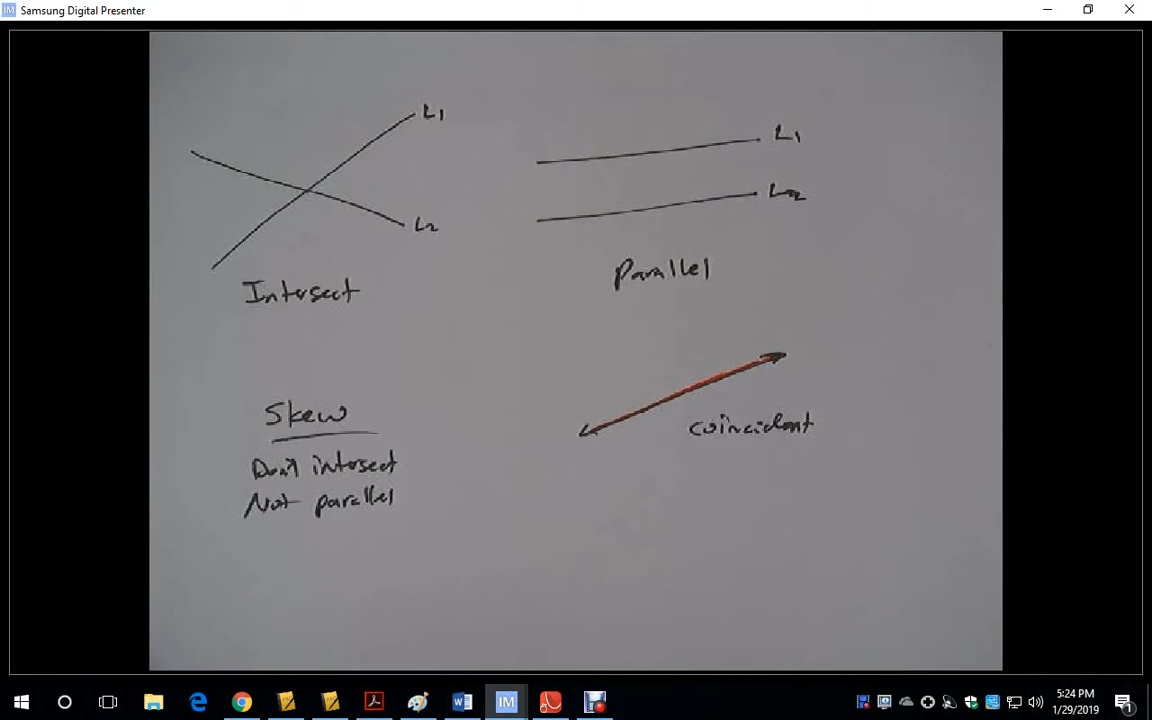 Samsung Digital Presenter
L1
L2
Intersect
L1
L2
Parallel
Skew
Don't intersect
Not parallel
coincident
5:24 PM
1/29/2019